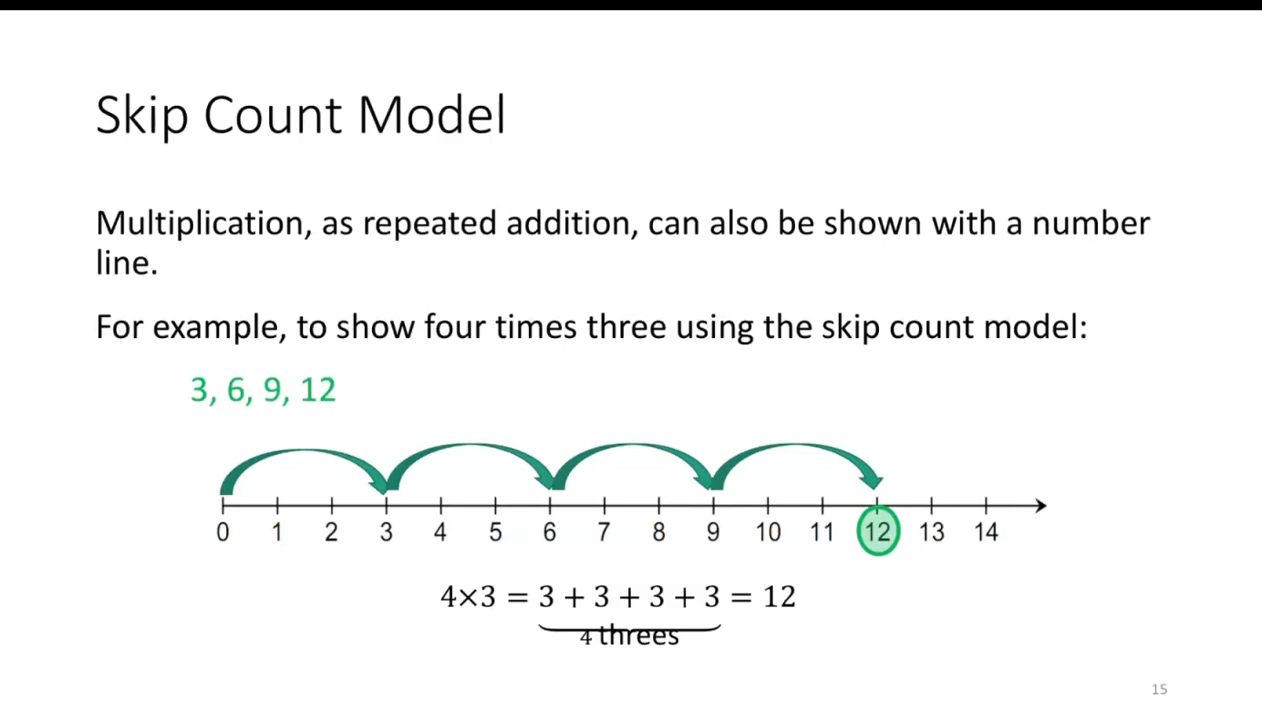 Skip Count Model
Multiplication, as repeated addition, can also be shown with a number
line.
For example, to show four times three using the skip count model:
3, 6, 9, 12
0 1 2 3 4 5 6 7 8 9 10 11 12 13 14
4×3 = 3 + 3 + 3 + 3 = 12
4 threes
15